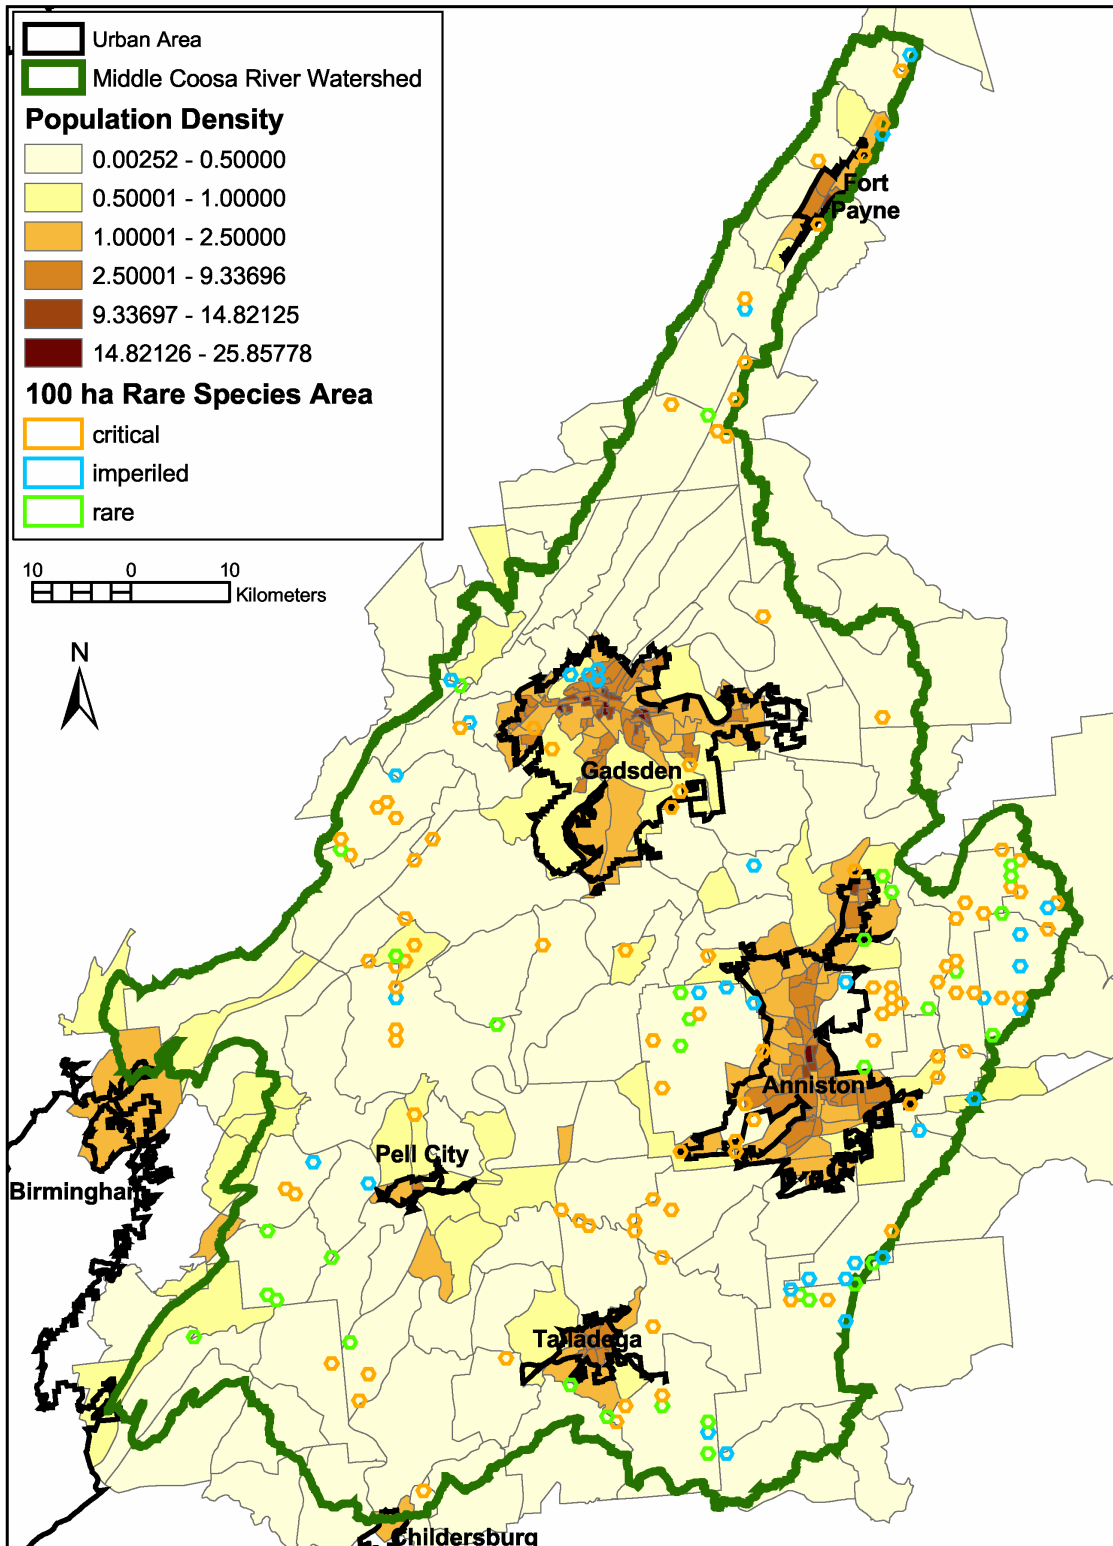 Urban Area
Middle Coosa River Watershed
Population Density
0.00252 - 0.50000
0.50001 - 1.00000
1.00001 - 2.50000
2.50001 - 9.33696
9.33697 - 14.82125
14.82126 - 25.85778
100 ha Rare Species Area
critical
imperiled
rare
10 0 10
Kilometers
N
Fort
Payne
Gadsden
Anniston
Pell City
Birmingham
Talladega
Childersburg